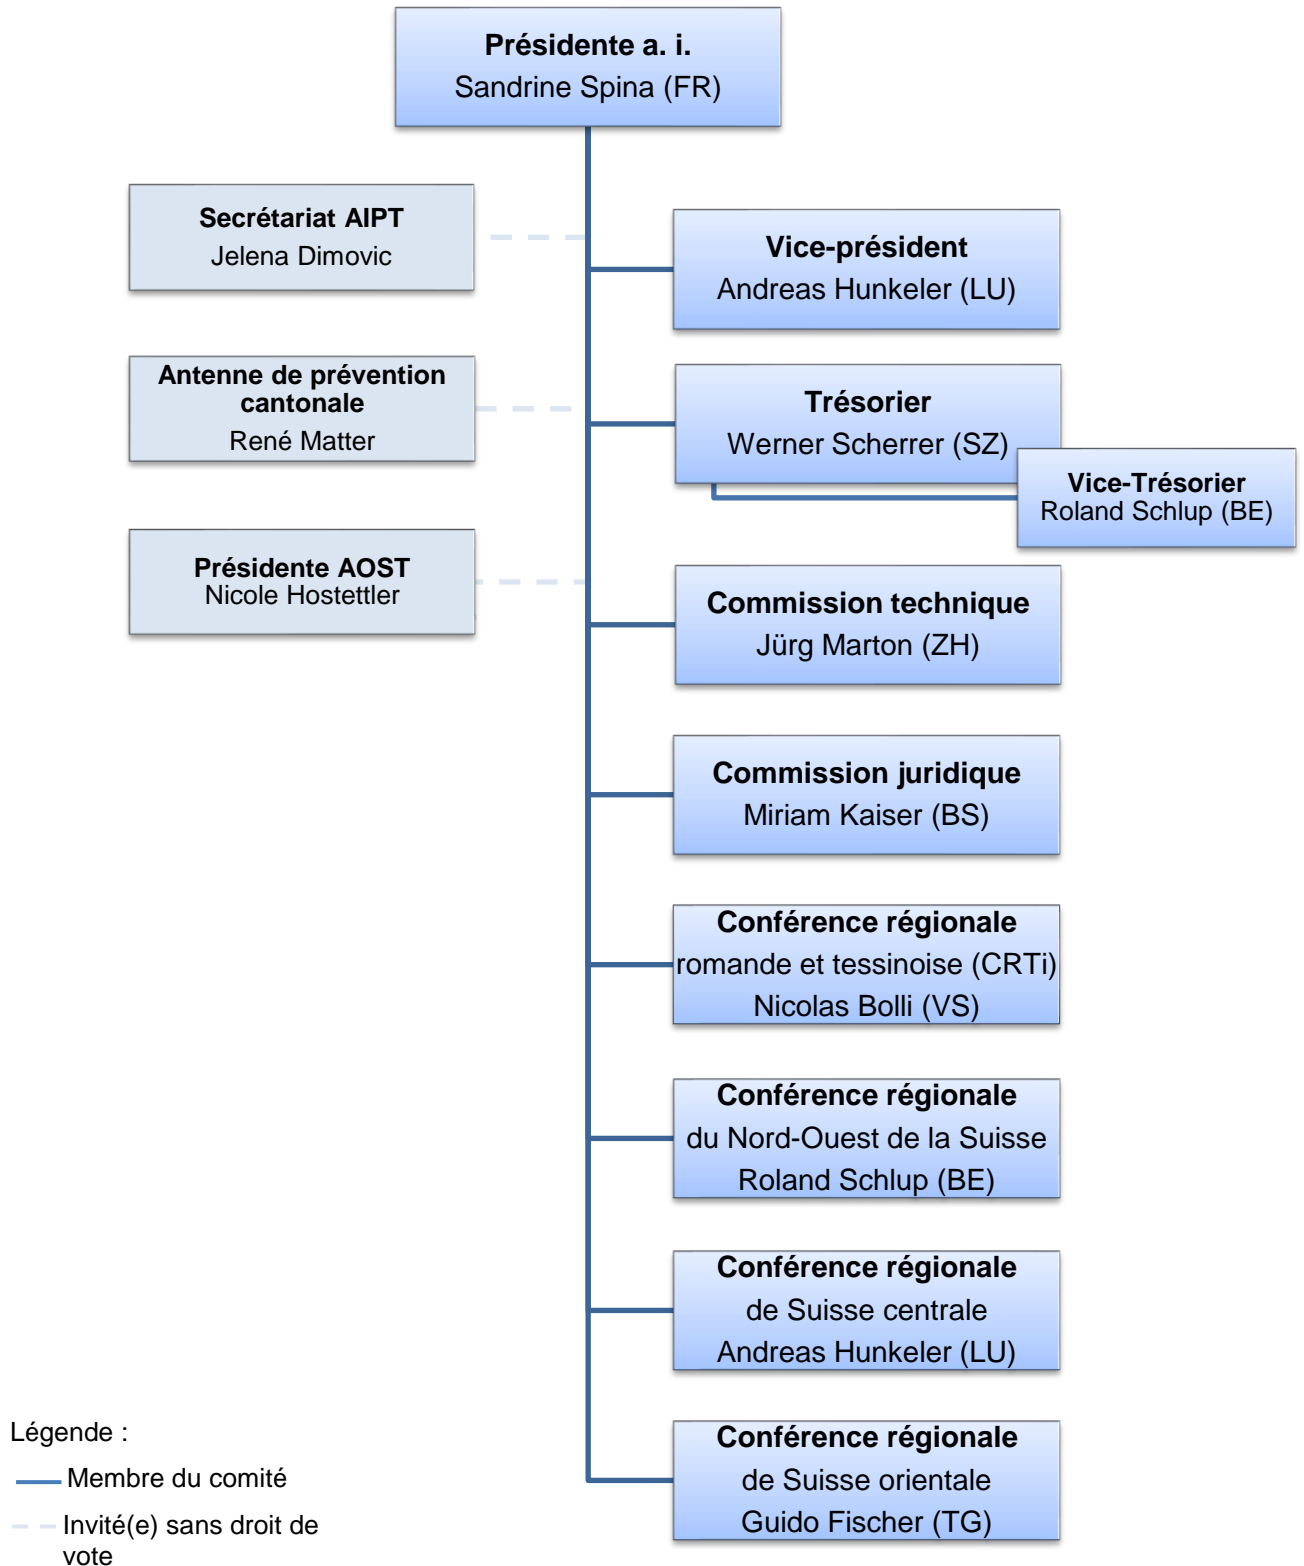 Présidente a. i.
Sandrine Spina (FR)
Secrétariat AIPT
Jelena Dimovic
Vice-président
Andreas Hunkeler (LU)
Antenne de prévention
cantonale
René Matter
Trésorier
Werner Scherrer (SZ)
Vice-Trésorier
Roland Schlup (BE)
Présidente AOST
Nicole Hostettler
Commission technique
Jürg Marton (ZH)
Commission juridique
Miriam Kaiser (BS)
Conférence régionale
romande et tessinoise (CRTi)
Nicolas Bolli (VS)
Conférence régionale
du Nord-Ouest de la Suisse
Roland Schlup (BE)
Conférence régionale
de Suisse centrale
Andreas Hunkeler (LU)
Conférence régionale
de Suisse orientale
Guido Fischer (TG)
Légende :
Membre du comité
Invité(e) sans droit de
vote